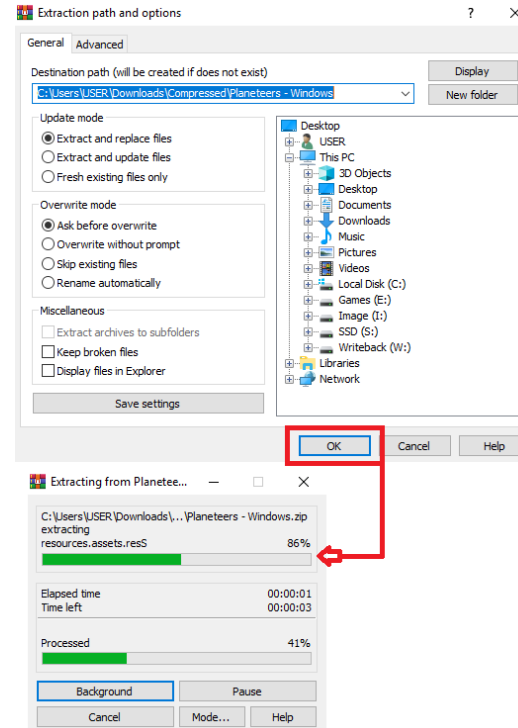 Extraction path and options
General Advanced
Destination path (will be created if does not exist)
C:\Users\USER\Downloads\Compressed\Planeteers - Windows
Display
New folder
Update mode
Extract and replace files
Extract and update files
Fresh existing files only
Overwrite mode
Ask before overwrite
Overwrite without prompt
Skip existing files
Rename automatically
Miscellaneous
Extract archives to subfolders
Keep broken files
Display files in Explorer
Save settings
Desktop
USER
This PC
3D Objects
Desktop
Documents
Downloads
Music
Pictures
Videos
Local Disk (C:)
Games (E:)
Image (I:)
SSD (S:)
Writeback (W:)
Libraries
Network
OK Cancel Help
Extracting from Planetee...
C:\Users\USER\Downloads\...\Planeteers - Windows.zip
extracting
resources.assets.resS 86%
Elapsed time 00:00:01
Time left 00:00:03
Processed 41%
Background Pause
Cancel Mode... Help